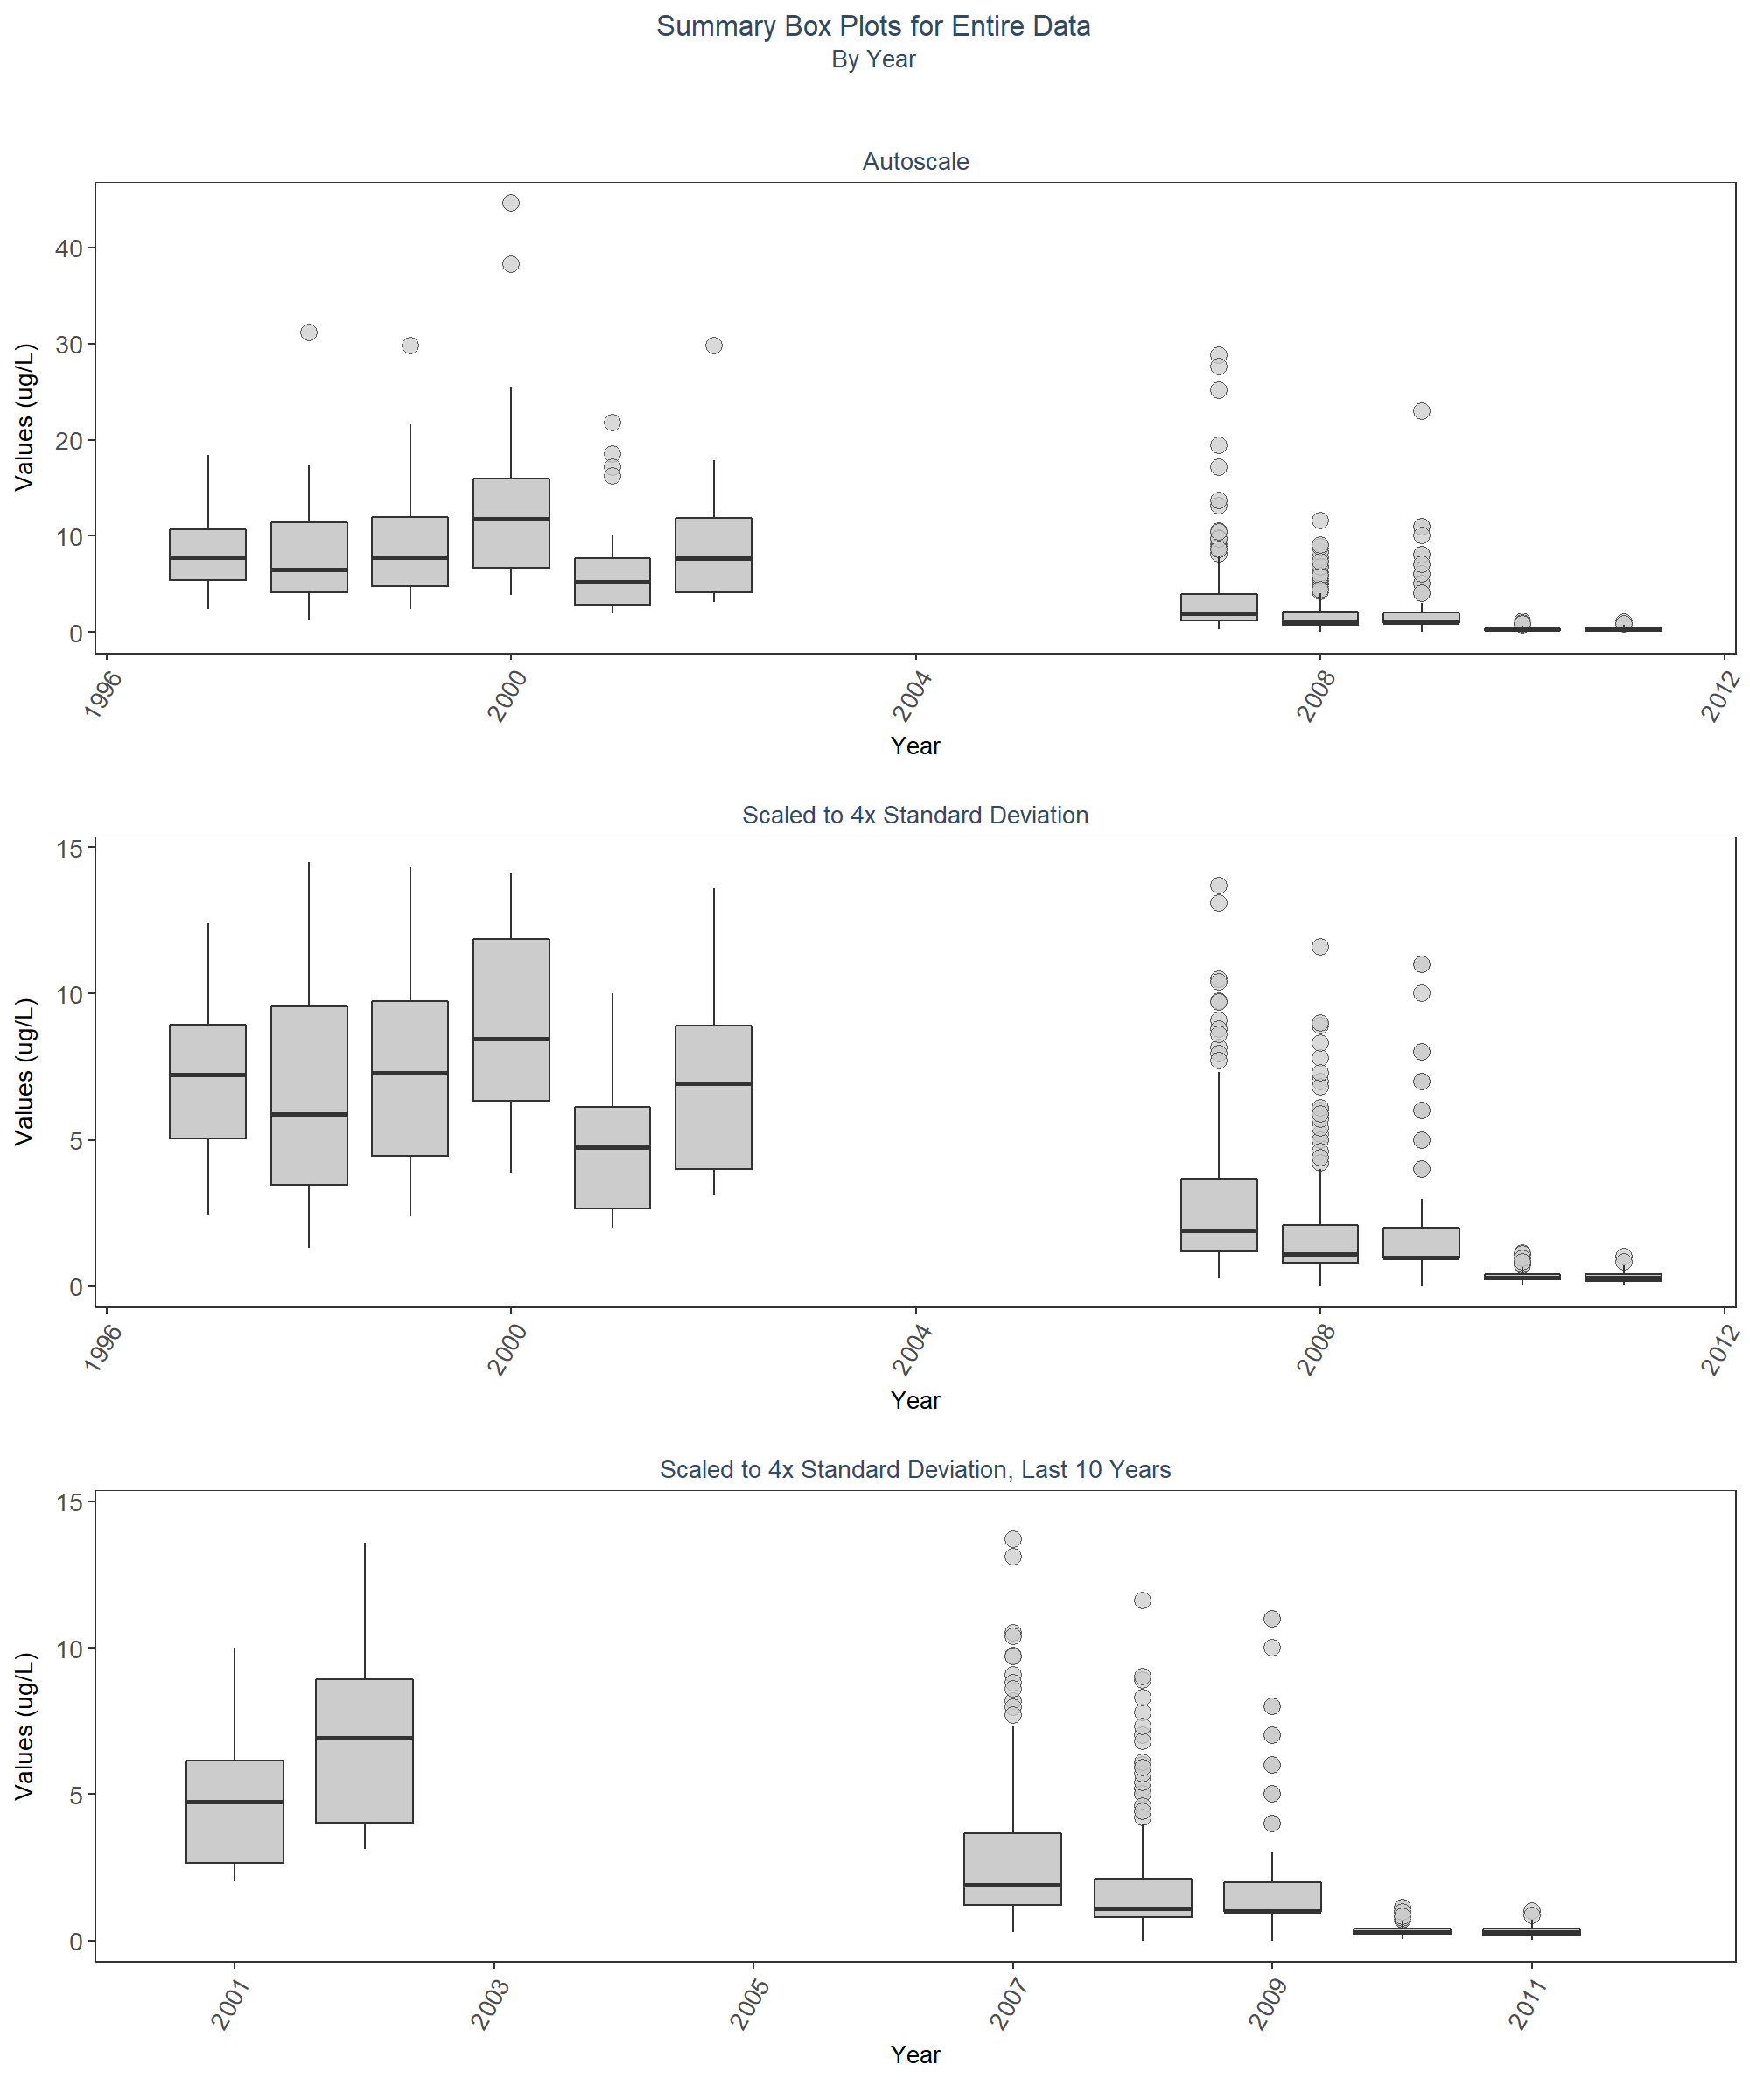 Summary Box Plots for Entire Data
By Year
Autoscale
Values (ug/L)
40
30
20
10
0
1996 2000 2004 2008 2012
Year
Scaled to 4x Standard Deviation
Values (ug/L)
15
10
5
0
1996 2000 2004 2008 2012
Year
Scaled to 4x Standard Deviation, Last 10 Years
Values (ug/L)
15
10
5
0
2001 2003 2005 2007 2009 2011
Year